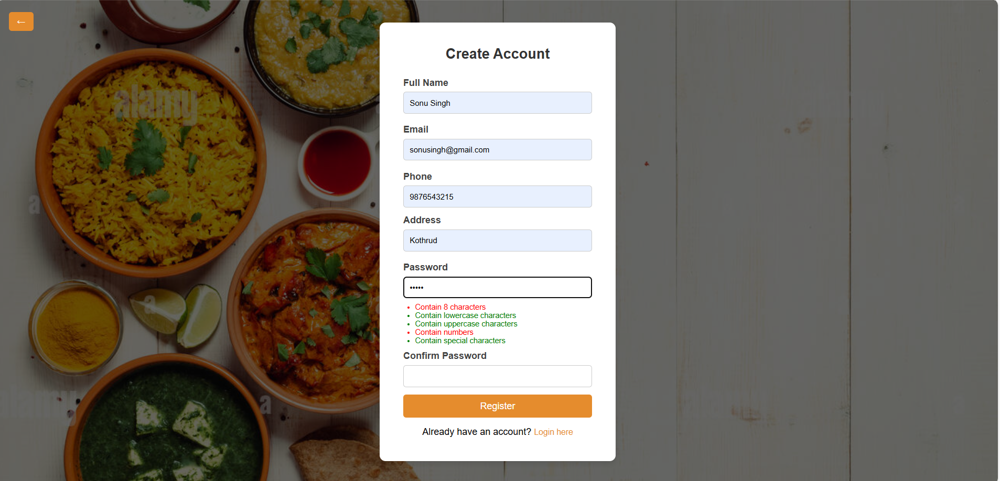 ←
Create Account
Full Name
Sonu Singh
Email
sonusingh@gmail.com
Phone
9876543215
Address
Kothrud
Password
•••••
• Contain 8 characters
• Contain lowercase characters
• Contain uppercase characters
• Contain numbers
• Contain special characters
Confirm Password
Register
Already have an account? Login here
alamy
a
a
a
alamy